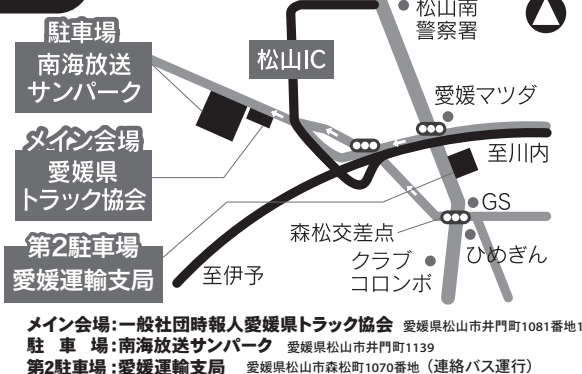 松山南
警察署
駐車場
南海放送
サンパーク
松山IC
愛媛マツダ
メイン会場
愛媛県
トラック協会
至川内
GS
森松交差点
ひめぎん
第2駐車場
愛媛運輸支局
クラブ
コロンボ
至伊予
メイン会場:一般社団時報人愛媛県トラック協会 愛媛県松山市井門町1081番地1
駐 車 場:南海放送サンパーク 愛媛県松山市井門町1139
第2駐車場:愛媛運輸支局 愛媛県松山市森松町1070番地(連絡バス運行)